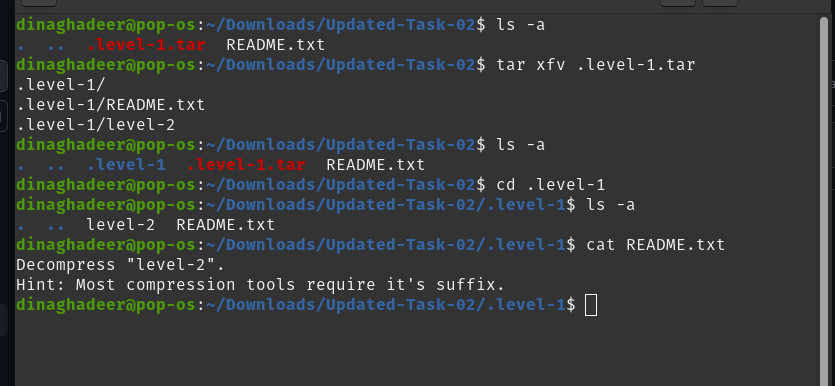 dinaghadeer@pop-os:~/Downloads/Updated-Task-02$ ls -a
.  ..  .level-1.tar  README.txt
dinaghadeer@pop-os:~/Downloads/Updated-Task-02$ tar xfv .level-1.tar
.level-1/
.level-1/README.txt
.level-1/level-2
dinaghadeer@pop-os:~/Downloads/Updated-Task-02$ ls -a
.  ..  .level-1  .level-1.tar  README.txt
dinaghadeer@pop-os:~/Downloads/Updated-Task-02$ cd .level-1
dinaghadeer@pop-os:~/Downloads/Updated-Task-02/.level-1$ ls -a
.  ..  level-2  README.txt
dinaghadeer@pop-os:~/Downloads/Updated-Task-02/.level-1$ cat README.txt
Decompress "level-2".
Hint: Most compression tools require it's suffix.
dinaghadeer@pop-os:~/Downloads/Updated-Task-02/.level-1$